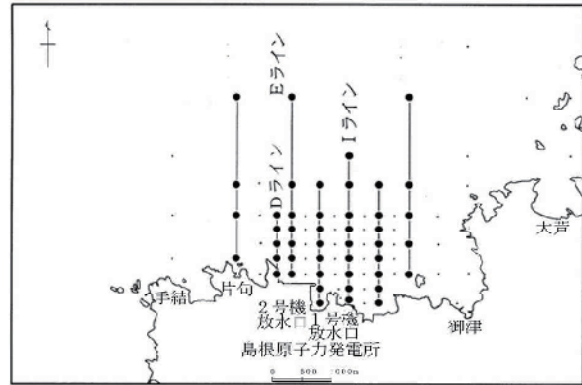 Eライン
Iライン
Dライン
大芦
片句
手結
2号機
放水口
1号機
放水口
御津
島根原子力発電所
0 500 1000m